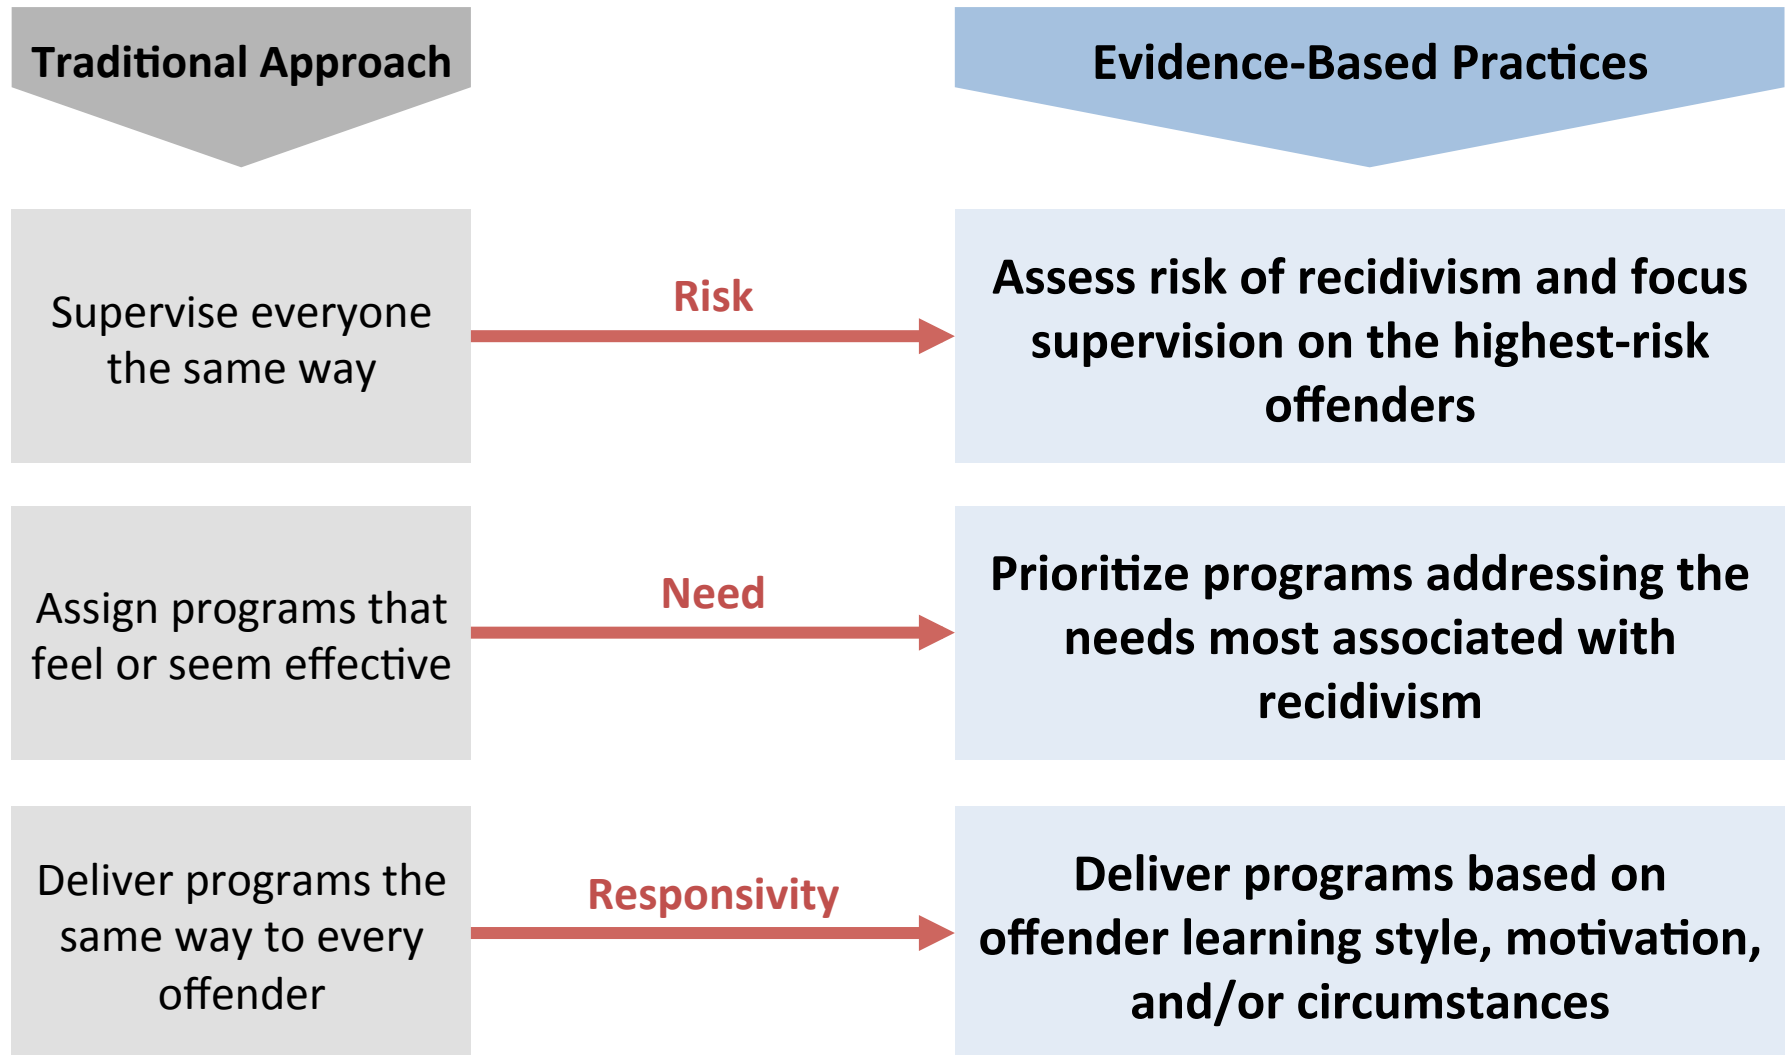 Traditional Approach
Evidence-Based Practices
Supervise everyone
the same way
Risk
Assess risk of recidivism and focus
supervision on the highest-risk
offenders
Assign programs that
feel or seem effective
Need
Prioritize programs addressing the
needs most associated with
recidivism
Deliver programs the
same way to every
offender
Responsivity
Deliver programs based on
offender learning style, motivation,
and/or circumstances